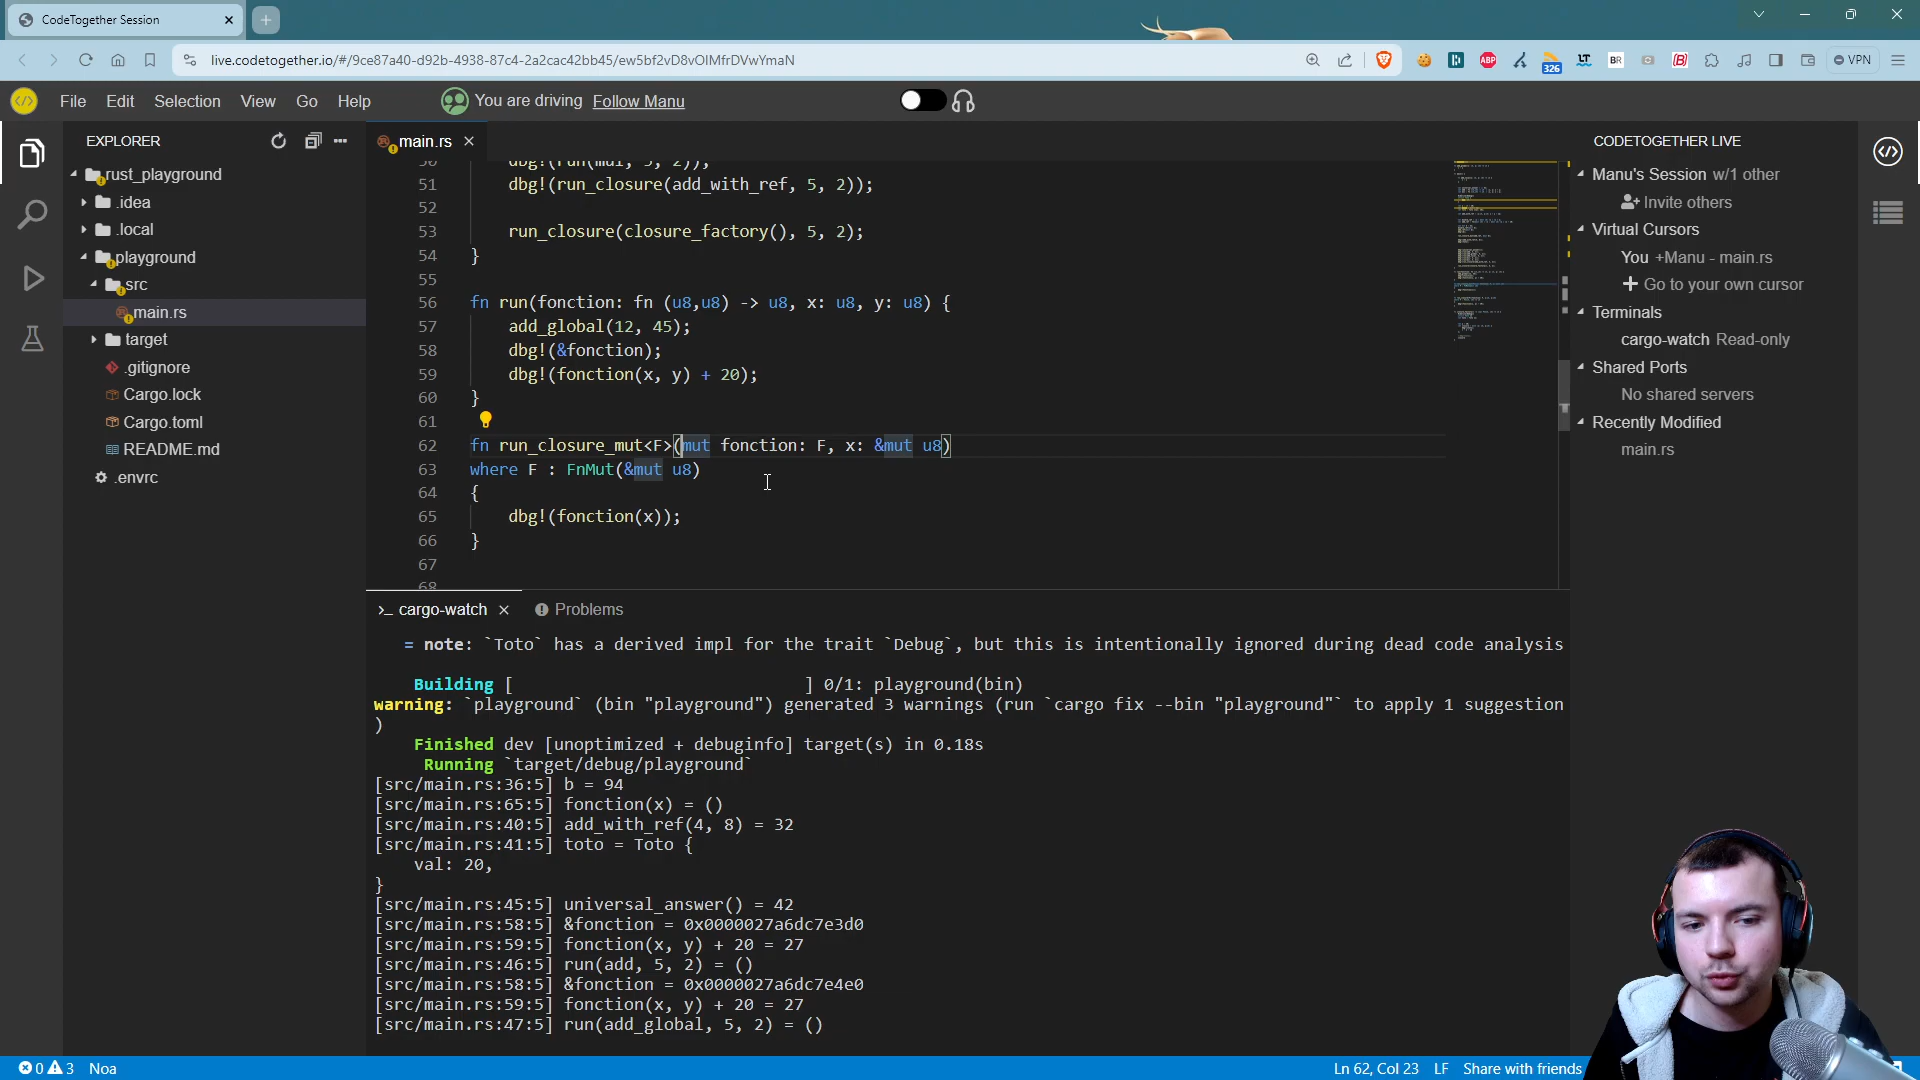 CodeTogether Session
live.codetogether.io/#/9ce87a40-d92b-4938-87c4-2a2cac42bb45/ew5bf2vD8vOIMfrDVwYmaN
ABP
326
LT
BR
VPN
File Edit Selection View Go Help
You are driving Follow Manu
EXPLORER
rust_playground
.idea
.local
playground
src
main.rs
target
.gitignore
Cargo.lock
Cargo.toml
README.md
.envrc
main.rs
50 dbg!(run(mul, 5, 2));
51 dbg!(run_closure(add_with_ref, 5, 2));
52
53 run_closure(closure_factory(), 5, 2);
54 }
55
56 fn run(fonction: fn (u8,u8) -> u8, x: u8, y: u8) {
57 add_global(12, 45);
58 dbg!(&fonction);
59 dbg!(fonction(x, y) + 20);
60 }
61
62 fn run_closure_mut<F>(mut fonction: F, x: &mut u8)
63 where F : FnMut(&mut u8)
64 {
65 dbg!(fonction(x));
66 }
67
68
cargo-watch Problems
= note: `Toto` has a derived impl for the trait `Debug`, but this is intentionally ignored during dead code analysis
Building [ ] 0/1: playground(bin)
warning: `playground` (bin "playground") generated 3 warnings (run `cargo fix --bin "playground"` to apply 1 suggestion
)
Finished dev [unoptimized + debuginfo] target(s) in 0.18s
Running `target/debug/playground`
[src/main.rs:36:5] b = 94
[src/main.rs:65:5] fonction(x) = ()
[src/main.rs:40:5] add_with_ref(4, 8) = 32
[src/main.rs:41:5] toto = Toto {
val: 20,
}
[src/main.rs:45:5] universal_answer() = 42
[src/main.rs:58:5] &fonction = 0x0000027a6dc7e3d0
[src/main.rs:59:5] fonction(x, y) + 20 = 27
[src/main.rs:46:5] run(add, 5, 2) = ()
[src/main.rs:58:5] &fonction = 0x0000027a6dc7e4e0
[src/main.rs:59:5] fonction(x, y) + 20 = 27
[src/main.rs:47:5] run(add_global, 5, 2) = ()
CODETOGETHER LIVE
Manu's Session w/1 other
Invite others
Virtual Cursors
You +Manu - main.rs
Go to your own cursor
Terminals
cargo-watch Read-only
Shared Ports
No shared servers
Recently Modified
main.rs
0 3 Noa
Ln 62, Col 23 LF Share with friends